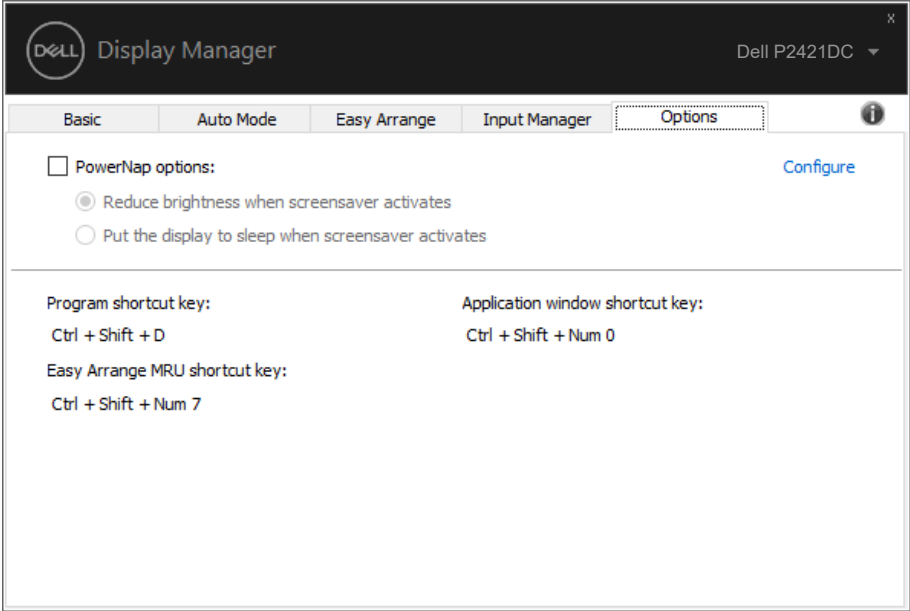 x
DELL Display Manager
Dell P2421DC
Basic Auto Mode Easy Arrange Input Manager Options i
PowerNap options: Configure
Reduce brightness when screensaver activates
Put the display to sleep when screensaver activates
Program shortcut key: Application window shortcut key:
Ctrl + Shift + D Ctrl + Shift + Num 0
Easy Arrange MRU shortcut key:
Ctrl + Shift + Num 7